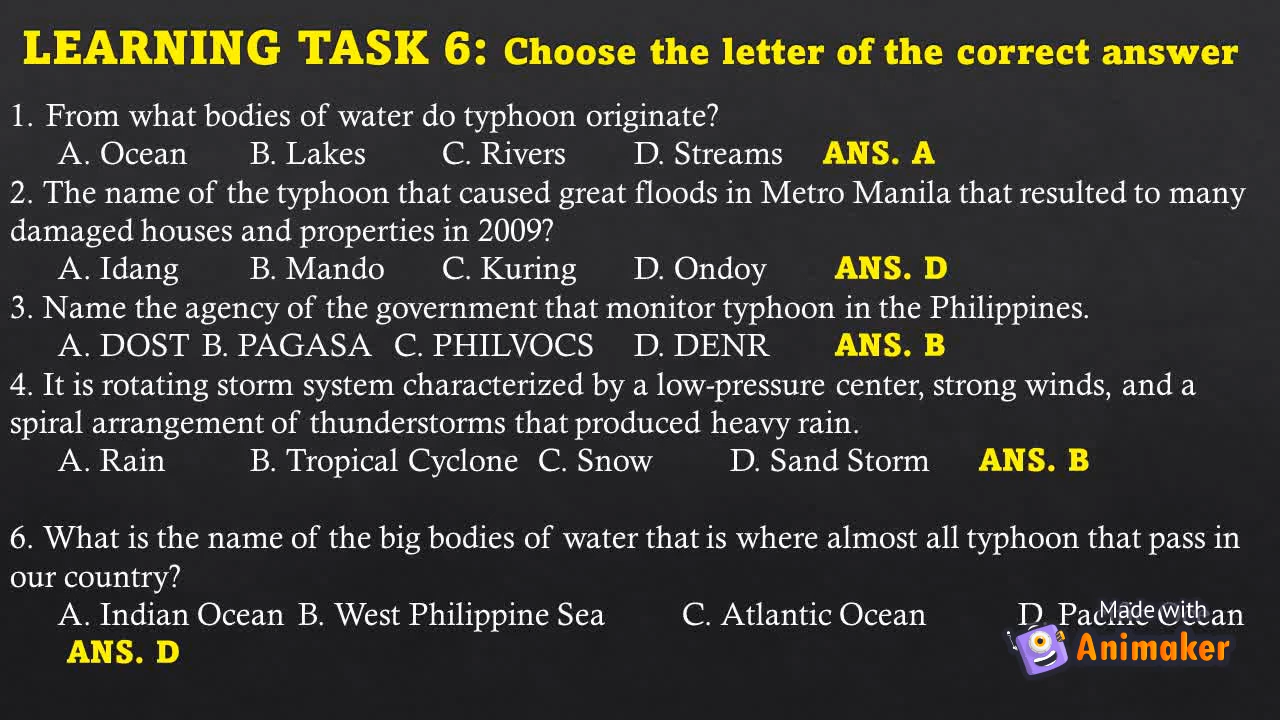 LEARNING TASK 6: Choose the letter of the correct answer
1. From what bodies of water do typhoon originate?
A. Ocean B. Lakes C. Rivers D. Streams ANS. A
2. The name of the typhoon that caused great floods in Metro Manila that resulted to many
damaged houses and properties in 2009?
A. Idang B. Mando C. Kuring D. Ondoy ANS. D
3. Name the agency of the government that monitor typhoon in the Philippines.
A. DOST B. PAGASA C. PHILVOCS D. DENR ANS. B
4. It is rotating storm system characterized by a low-pressure center, strong winds, and a
spiral arrangement of thunderstorms that produced heavy rain.
A. Rain B. Tropical Cyclone C. Snow D. Sand Storm ANS. B
6. What is the name of the big bodies of water that is where almost all typhoon that pass in
our country?
A. Indian Ocean B. West Philippine Sea C. Atlantic Ocean D. Pacific Ocean
ANS. D
Made with
Animaker